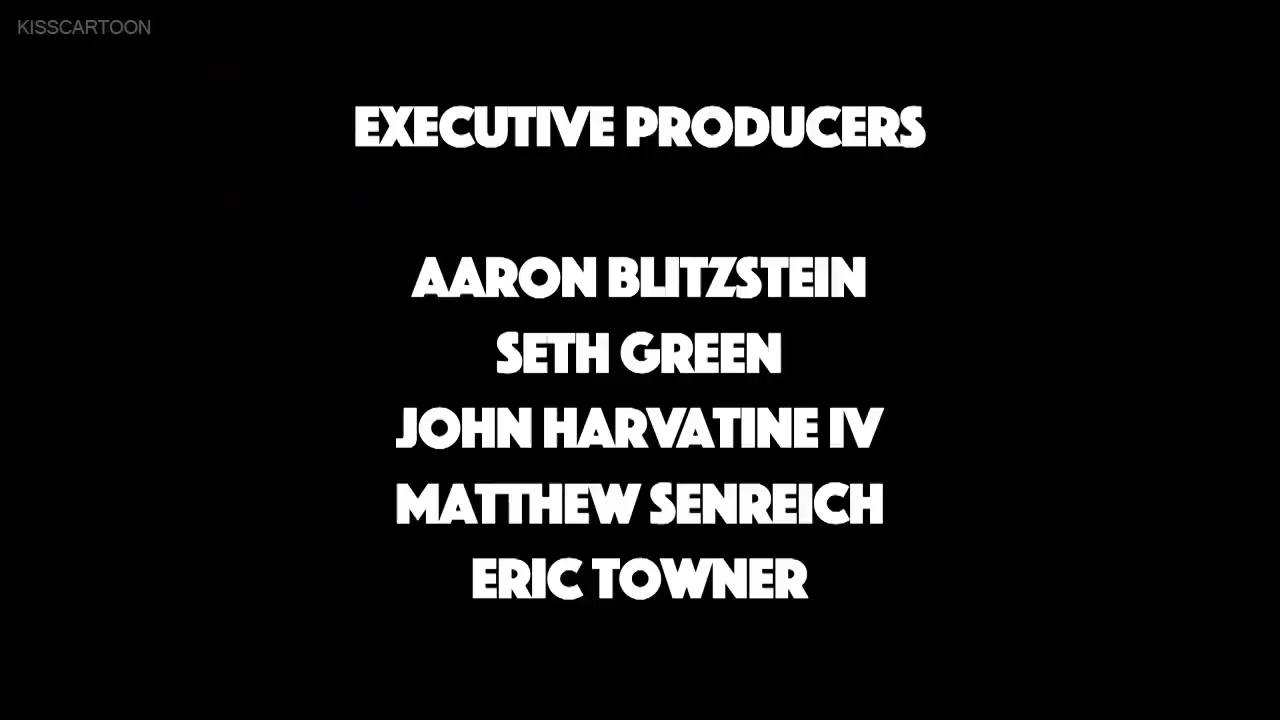 KISSCARTOON
EXECUTIVE PRODUCERS
AARON BLITZSTEIN
SETH GREEN
JOHN HARVATINE IV
MATTHEW SENREICH
ERIC TOWNER